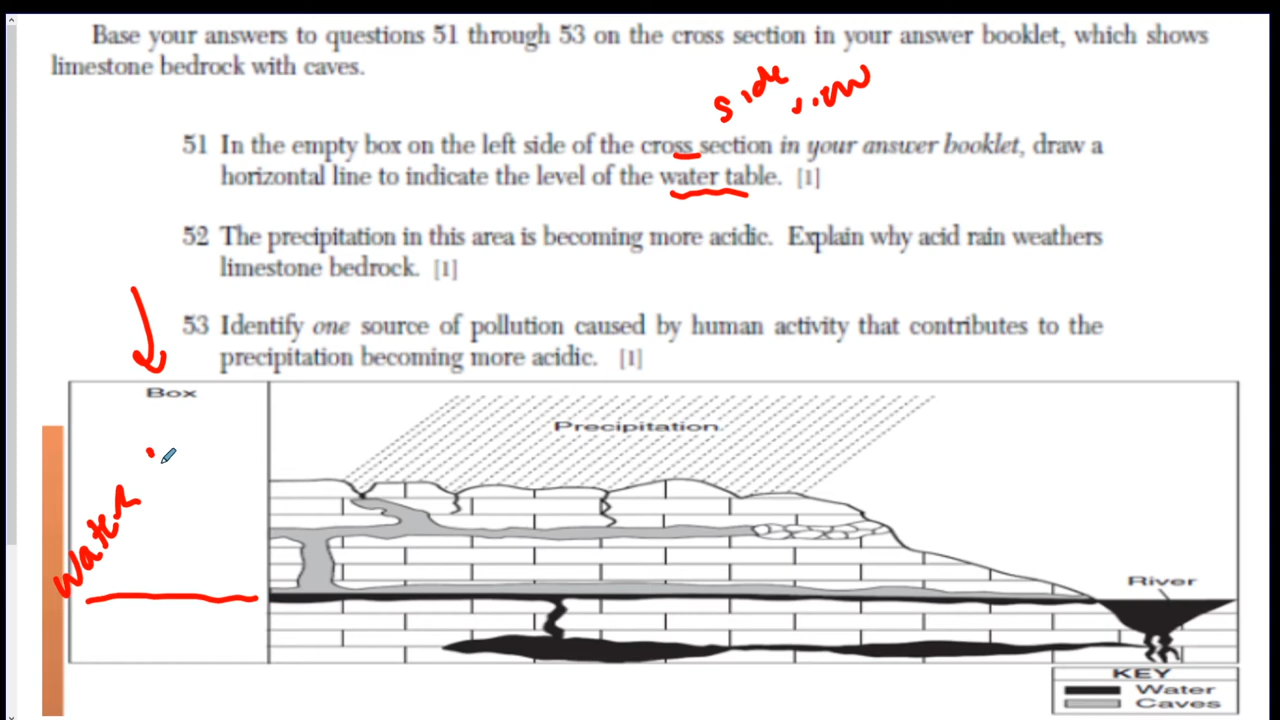 Base your answers to questions 51 through 53 on the cross section in your answer booklet, which shows
limestone bedrock with caves.
side view
51 In the empty box on the left side of the cross section in your answer booklet, draw a
horizontal line to indicate the level of the water table. [1]
52 The precipitation in this area is becoming more acidic. Explain why acid rain weathers
limestone bedrock. [1]
53 Identify one source of pollution caused by human activity that contributes to the
precipitation becoming more acidic. [1]
Box
Precipitation
Water
River
KEY
Water
Caves